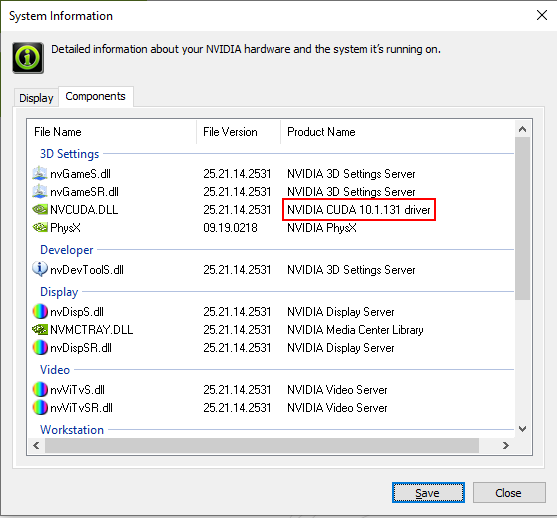 System Information
Detailed information about your NVIDIA hardware and the system it's running on.
Display Components
File Name File Version Product Name
3D Settings
nvGameS.dll 25.21.14.2531 NVIDIA 3D Settings Server
nvGameSR.dll 25.21.14.2531 NVIDIA 3D Settings Server
NVCUDA.DLL 25.21.14.2531 NVIDIA CUDA 10.1.131 driver
PhysX 09.19.0218 NVIDIA PhysX
Developer
nvDevToolS.dll 25.21.14.2531 NVIDIA 3D Settings Server
Display
nvDispS.dll 25.21.14.2531 NVIDIA Display Server
NVMCTRAY.DLL 25.21.14.2531 NVIDIA Media Center Library
nvDispSR.dll 25.21.14.2531 NVIDIA Display Server
Video
nvViTvS.dll 25.21.14.2531 NVIDIA Video Server
nvViTvSR.dll 25.21.14.2531 NVIDIA Video Server
Workstation
Save Close